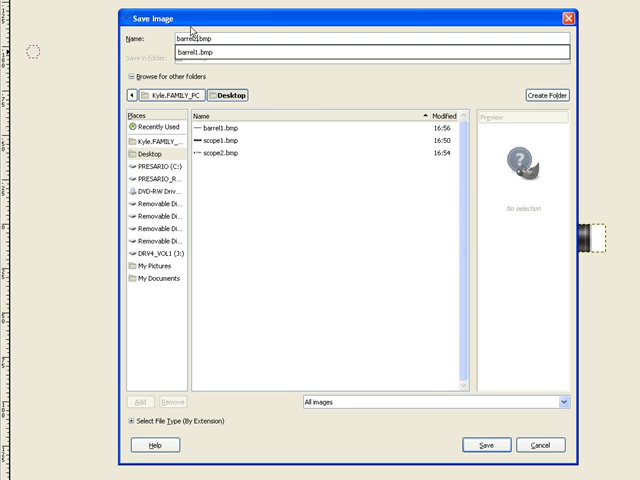 Save Image
Name: barrel2.bmp
barrel1.bmp
Save in folder:
Browse for other folders
Kyle.FAMILY_PC Desktop Create Folder
Places Name Modified Preview
Recently Used barrel1.bmp 16:56
Kyle.FAMILY_... scope1.bmp 16:50
Desktop scope2.bmp 16:54
PRESARIO (C:)
PRESARIO_R...
DVD-RW Driv...
Removable Di...
Removable Di...
Removable Di...
Removable Di...
DRV4_VOL1 (J:)
My Pictures
My Documents
No selection
Add Remove All images
Select File Type (By Extension)
Help Save Cancel